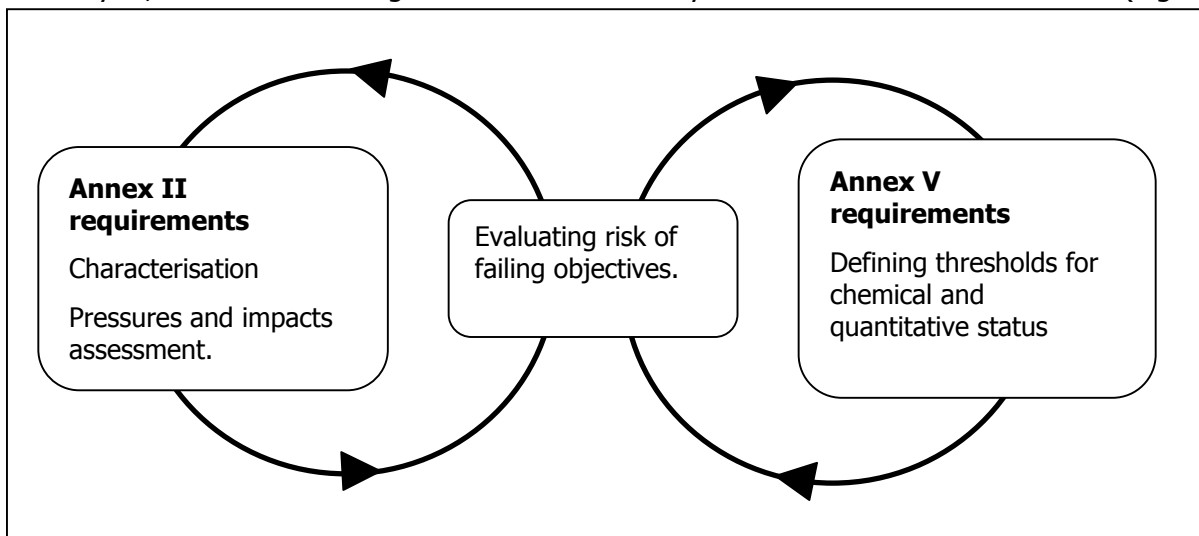 Annex II
requirements
Characterisation
Pressures and impacts
assessment.
Evaluating risk of
failing objectives.
Annex V
requirements
Defining thresholds for
chemical and
quantitative status